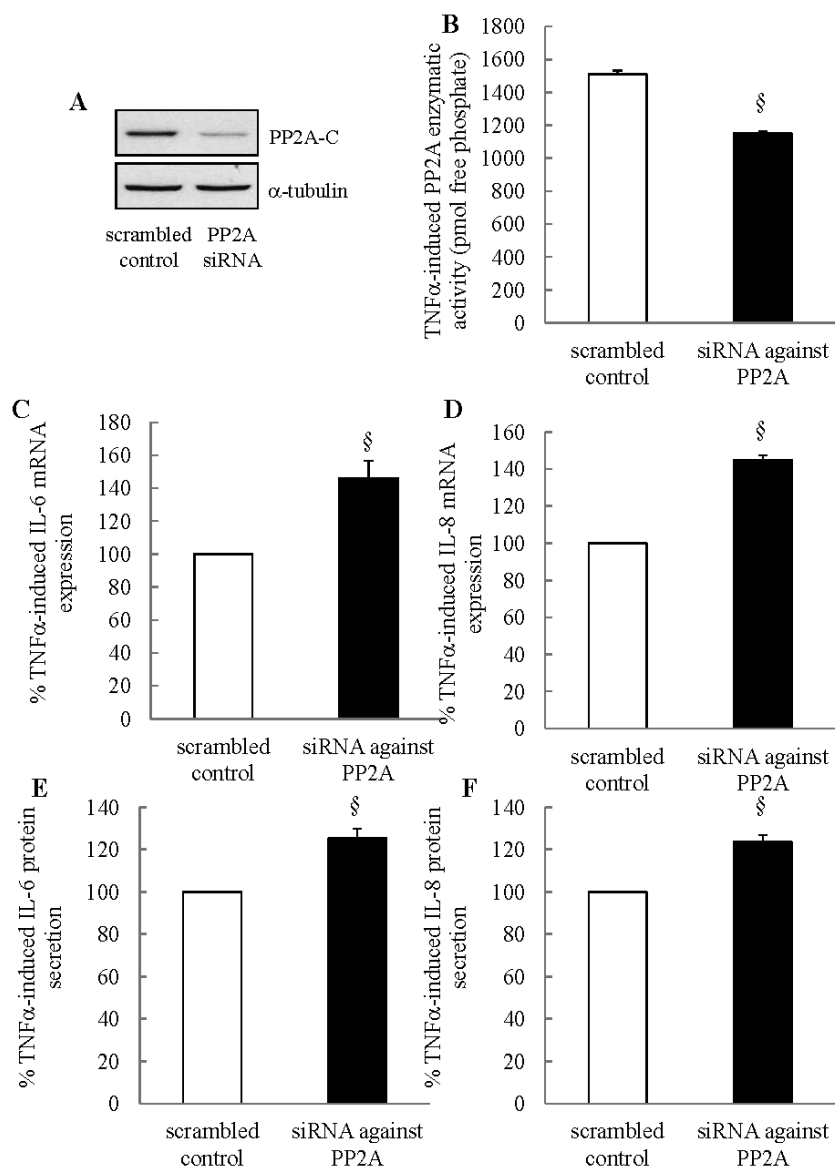 A
PP2A-C
α-tubulin
scrambled
control
PP2A
siRNA
B
TNFα-induced PP2A enzymatic
activity (pmol free phosphate)
1800
1600
1400
1200
1000
800
600
400
200
0
§
scrambled
control
siRNA against
PP2A
C
% TNFα-induced IL-6 mRNA
expression
180
160
140
120
100
80
60
40
20
0
§
scrambled
control
siRNA against
PP2A
D
% TNFα-induced IL-8 mRNA
expression
160
140
120
100
80
60
40
20
0
§
scrambled
control
siRNA against
PP2A
E
% TNFα-induced IL-6 protein
secretion
140
120
100
80
60
40
20
0
§
scrambled
control
siRNA against
PP2A
F
% TNFα-induced IL-8 protein
secretion
140
120
100
80
60
40
20
0
§
scrambled
control
siRNA against
PP2A